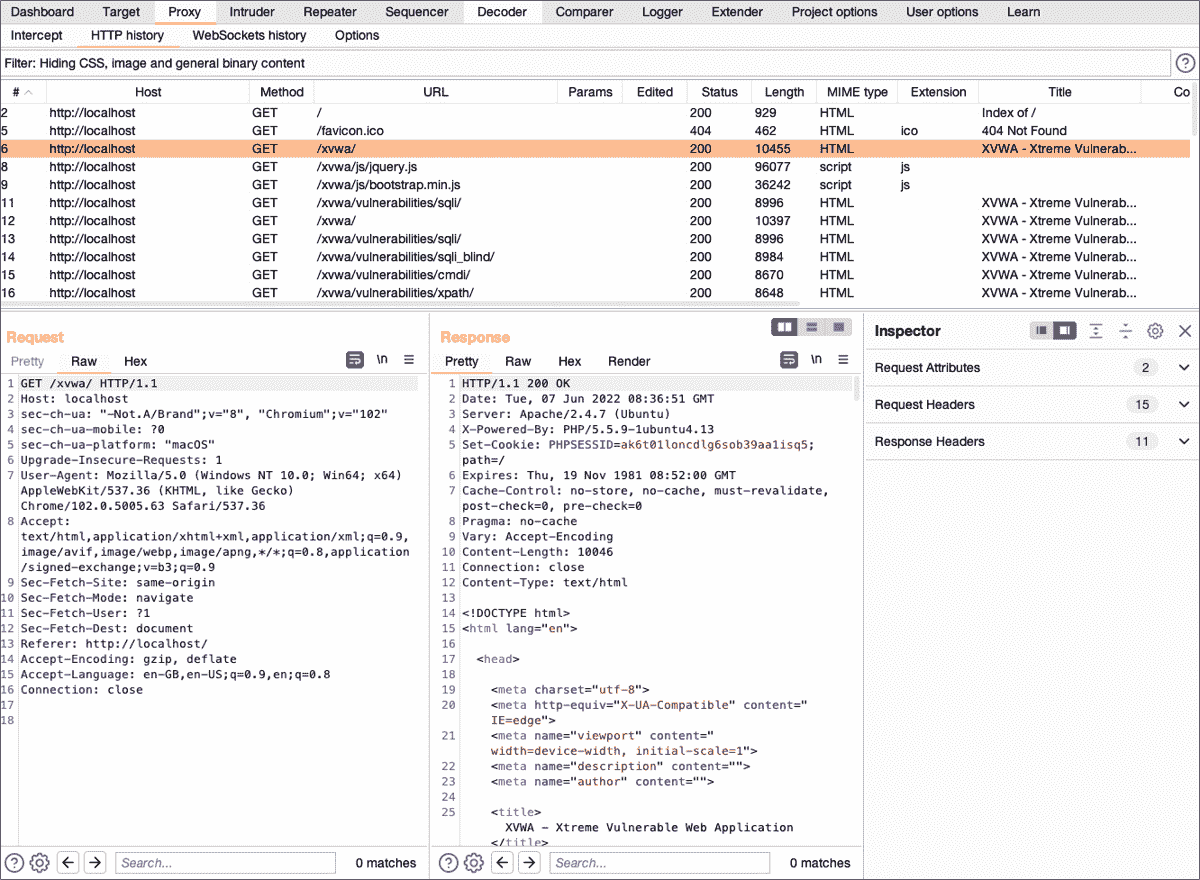 Dashboard Target Proxy Intruder Repeater Sequencer Decoder Comparer Logger Extender Project options User options Learn
Intercept HTTP history WebSockets history Options
Filter: Hiding CSS, image and general binary content ?
# Host Method URL Params Edited Status Length MIME type Extension Title Co
2 http://localhost GET / 200 929 HTML Index of /
5 http://localhost GET /favicon.ico 404 462 HTML ico 404 Not Found
6 http://localhost GET /xvwa/ 200 10455 HTML XVWA - Xtreme Vulnerab...
8 http://localhost GET /xvwa/js/jquery.js 200 96077 script js
9 http://localhost GET /xvwa/js/bootstrap.min.js 200 36242 script js
11 http://localhost GET /xvwa/vulnerabilities/sqli/ 200 8996 HTML XVWA - Xtreme Vulnerab...
12 http://localhost GET /xvwa/ 200 10397 HTML XVWA - Xtreme Vulnerab...
13 http://localhost GET /xvwa/vulnerabilities/sqli/ 200 8996 HTML XVWA - Xtreme Vulnerab...
14 http://localhost GET /xvwa/vulnerabilities/sqli_blind/ 200 8984 HTML XVWA - Xtreme Vulnerab...
15 http://localhost GET /xvwa/vulnerabilities/cmdi/ 200 8670 HTML XVWA - Xtreme Vulnerab...
16 http://localhost GET /xvwa/vulnerabilities/xpath/ 200 8648 HTML XVWA - Xtreme Vulnerab...
Request
Pretty Raw Hex \n
1 GET /xvwa/ HTTP/1.1
2 Host: localhost
3 sec-ch-ua: "-Not.A/Brand";v="8", "Chromium";v="102"
4 sec-ch-ua-mobile: ?0
5 sec-ch-ua-platform: "macOS"
6 Upgrade-Insecure-Requests: 1
7 User-Agent: Mozilla/5.0 (Windows NT 10.0; Win64; x64)
AppleWebKit/537.36 (KHTML, like Gecko)
Chrome/102.0.5005.63 Safari/537.36
8 Accept:
text/html,application/xhtml+xml,application/xml;q=0.9,
image/avif,image/webp,image/apng,*/*;q=0.8,application
/signed-exchange;v=b3;q=0.9
9 Sec-Fetch-Site: same-origin
10 Sec-Fetch-Mode: navigate
11 Sec-Fetch-User: ?1
12 Sec-Fetch-Dest: document
13 Referer: http://localhost/
14 Accept-Encoding: gzip, deflate
15 Accept-Language: en-GB,en-US;q=0.9,en;q=0.8
16 Connection: close
17
18
? Search... 0 matches
Response
Pretty Raw Hex Render \n
1 HTTP/1.1 200 OK
2 Date: Tue, 07 Jun 2022 08:36:51 GMT
3 Server: Apache/2.4.7 (Ubuntu)
4 X-Powered-By: PHP/5.5.9-1ubuntu4.13
5 Set-Cookie: PHPSESSID=ak6t01loncdlg6sob39aa1isq5;
path=/
6 Expires: Thu, 19 Nov 1981 08:52:00 GMT
7 Cache-Control: no-store, no-cache, must-revalidate,
post-check=0, pre-check=0
8 Pragma: no-cache
9 Vary: Accept-Encoding
10 Content-Length: 10046
11 Connection: close
12 Content-Type: text/html
13
14 <!DOCTYPE html>
15 <html lang="en">
16
17 <head>
18
19 <meta charset="utf-8">
20 <meta http-equiv="X-UA-Compatible" content="
IE=edge">
21 <meta name="viewport" content="
width=device-width, initial-scale=1">
22 <meta name="description" content="">
23 <meta name="author" content="">
24
25 <title>
XVWA - Xtreme Vulnerable Web Application
</title>
? Search... 0 matches
Inspector
Request Attributes 2
Request Headers 15
Response Headers 11